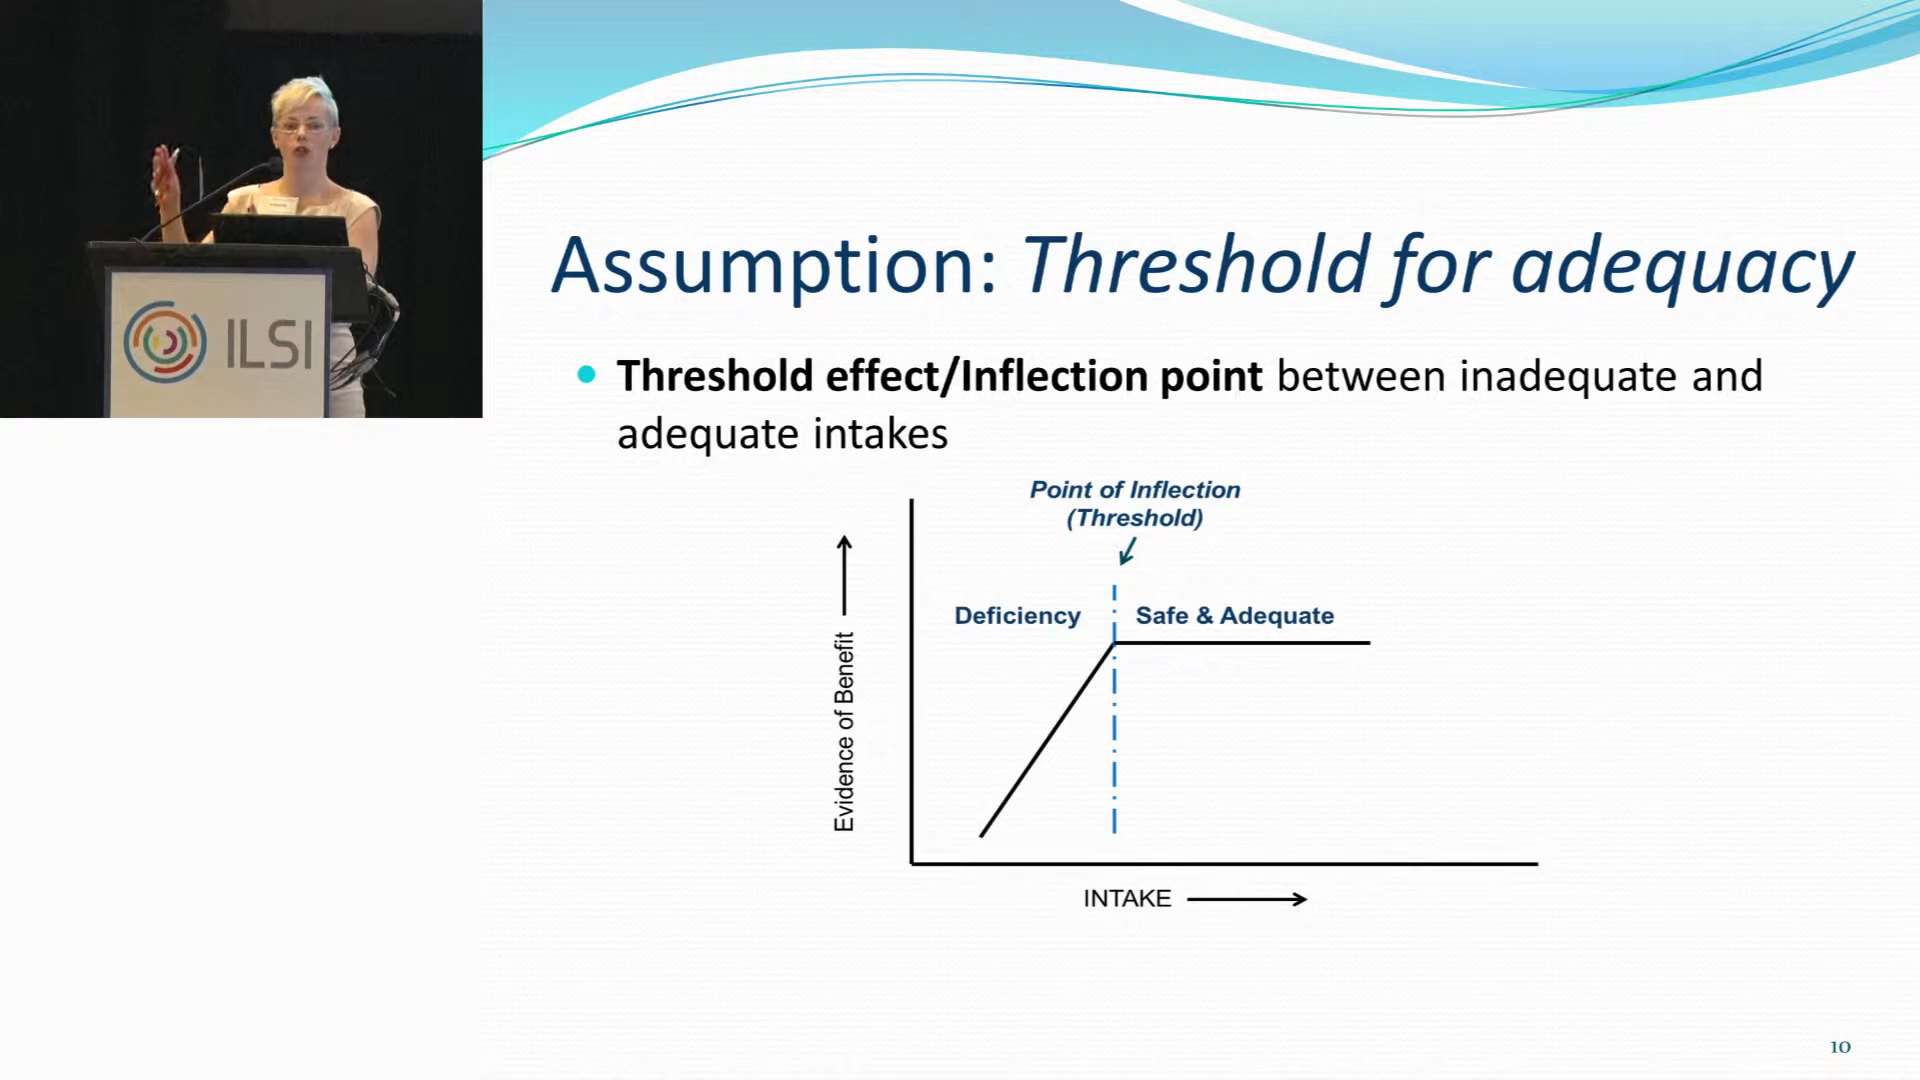 ILSI
Assumption: Threshold for adequacy
• Threshold effect/Inflection point between inadequate and
adequate intakes
Point of Inflection
(Threshold)
Deficiency
Safe & Adequate
Evidence of Benefit
INTAKE
10